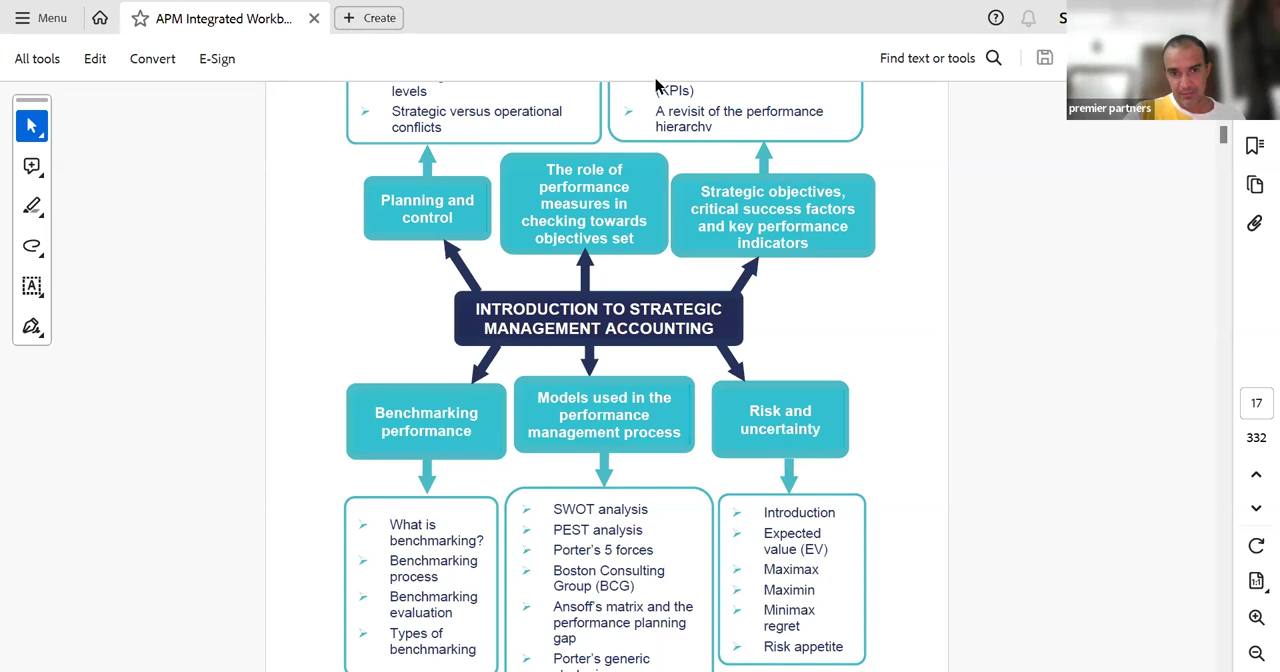 Menu
APM Integrated Workb...
Create
S
All tools
Edit
Convert
E-Sign
Find text or tools
premier partners
levels
Strategic versus operational
conflicts
KPIs)
A revisit of the performance
hierarchy
Planning and
control
The role of
performance
measures in
checking towards
objectives set
Strategic objectives,
critical success factors
and key performance
indicators
INTRODUCTION TO STRATEGIC
MANAGEMENT ACCOUNTING
Benchmarking
performance
Models used in the
performance
management process
Risk and
uncertainty
What is
benchmarking?
Benchmarking
process
Benchmarking
evaluation
Types of
benchmarking
SWOT analysis
PEST analysis
Porter's 5 forces
Boston Consulting
Group (BCG)
Ansoff's matrix and the
performance planning
gap
Porter's generic
Introduction
Expected
value (EV)
Maximax
Maximin
Minimax
regret
Risk appetite
17
332
1:1